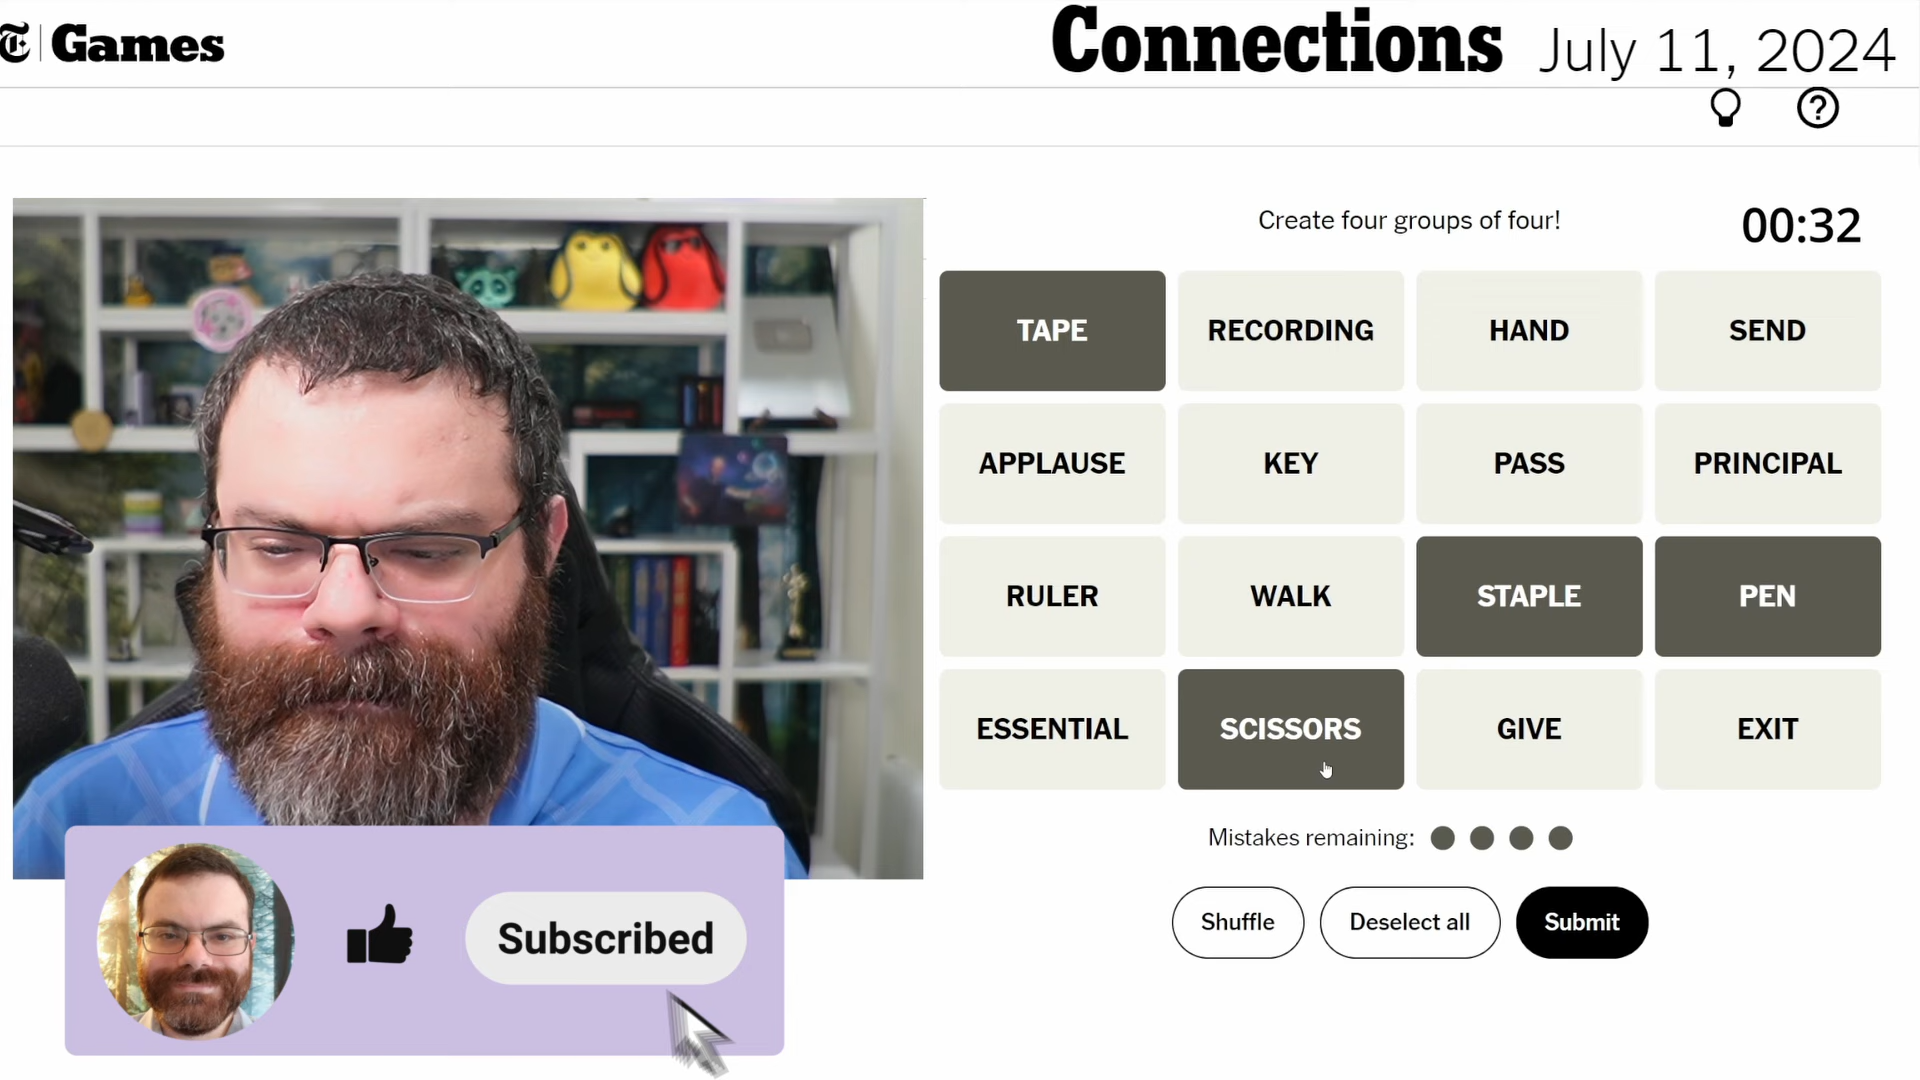 T Games
Connections July 11, 2024
Create four groups of four!
00:32
TAPE RECORDING HAND SEND
APPLAUSE KEY PASS PRINCIPAL
RULER WALK STAPLE PEN
ESSENTIAL SCISSORS GIVE EXIT
Mistakes remaining:
Shuffle Deselect all Submit
Subscribed